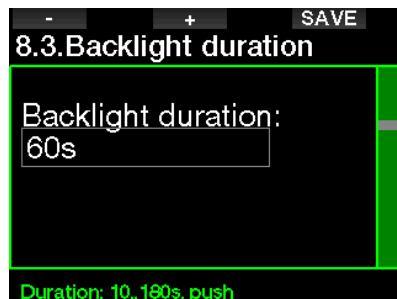 - + SAVE
8.3.Backlight duration
Backlight duration:
60s
Duration: 10..180s, push